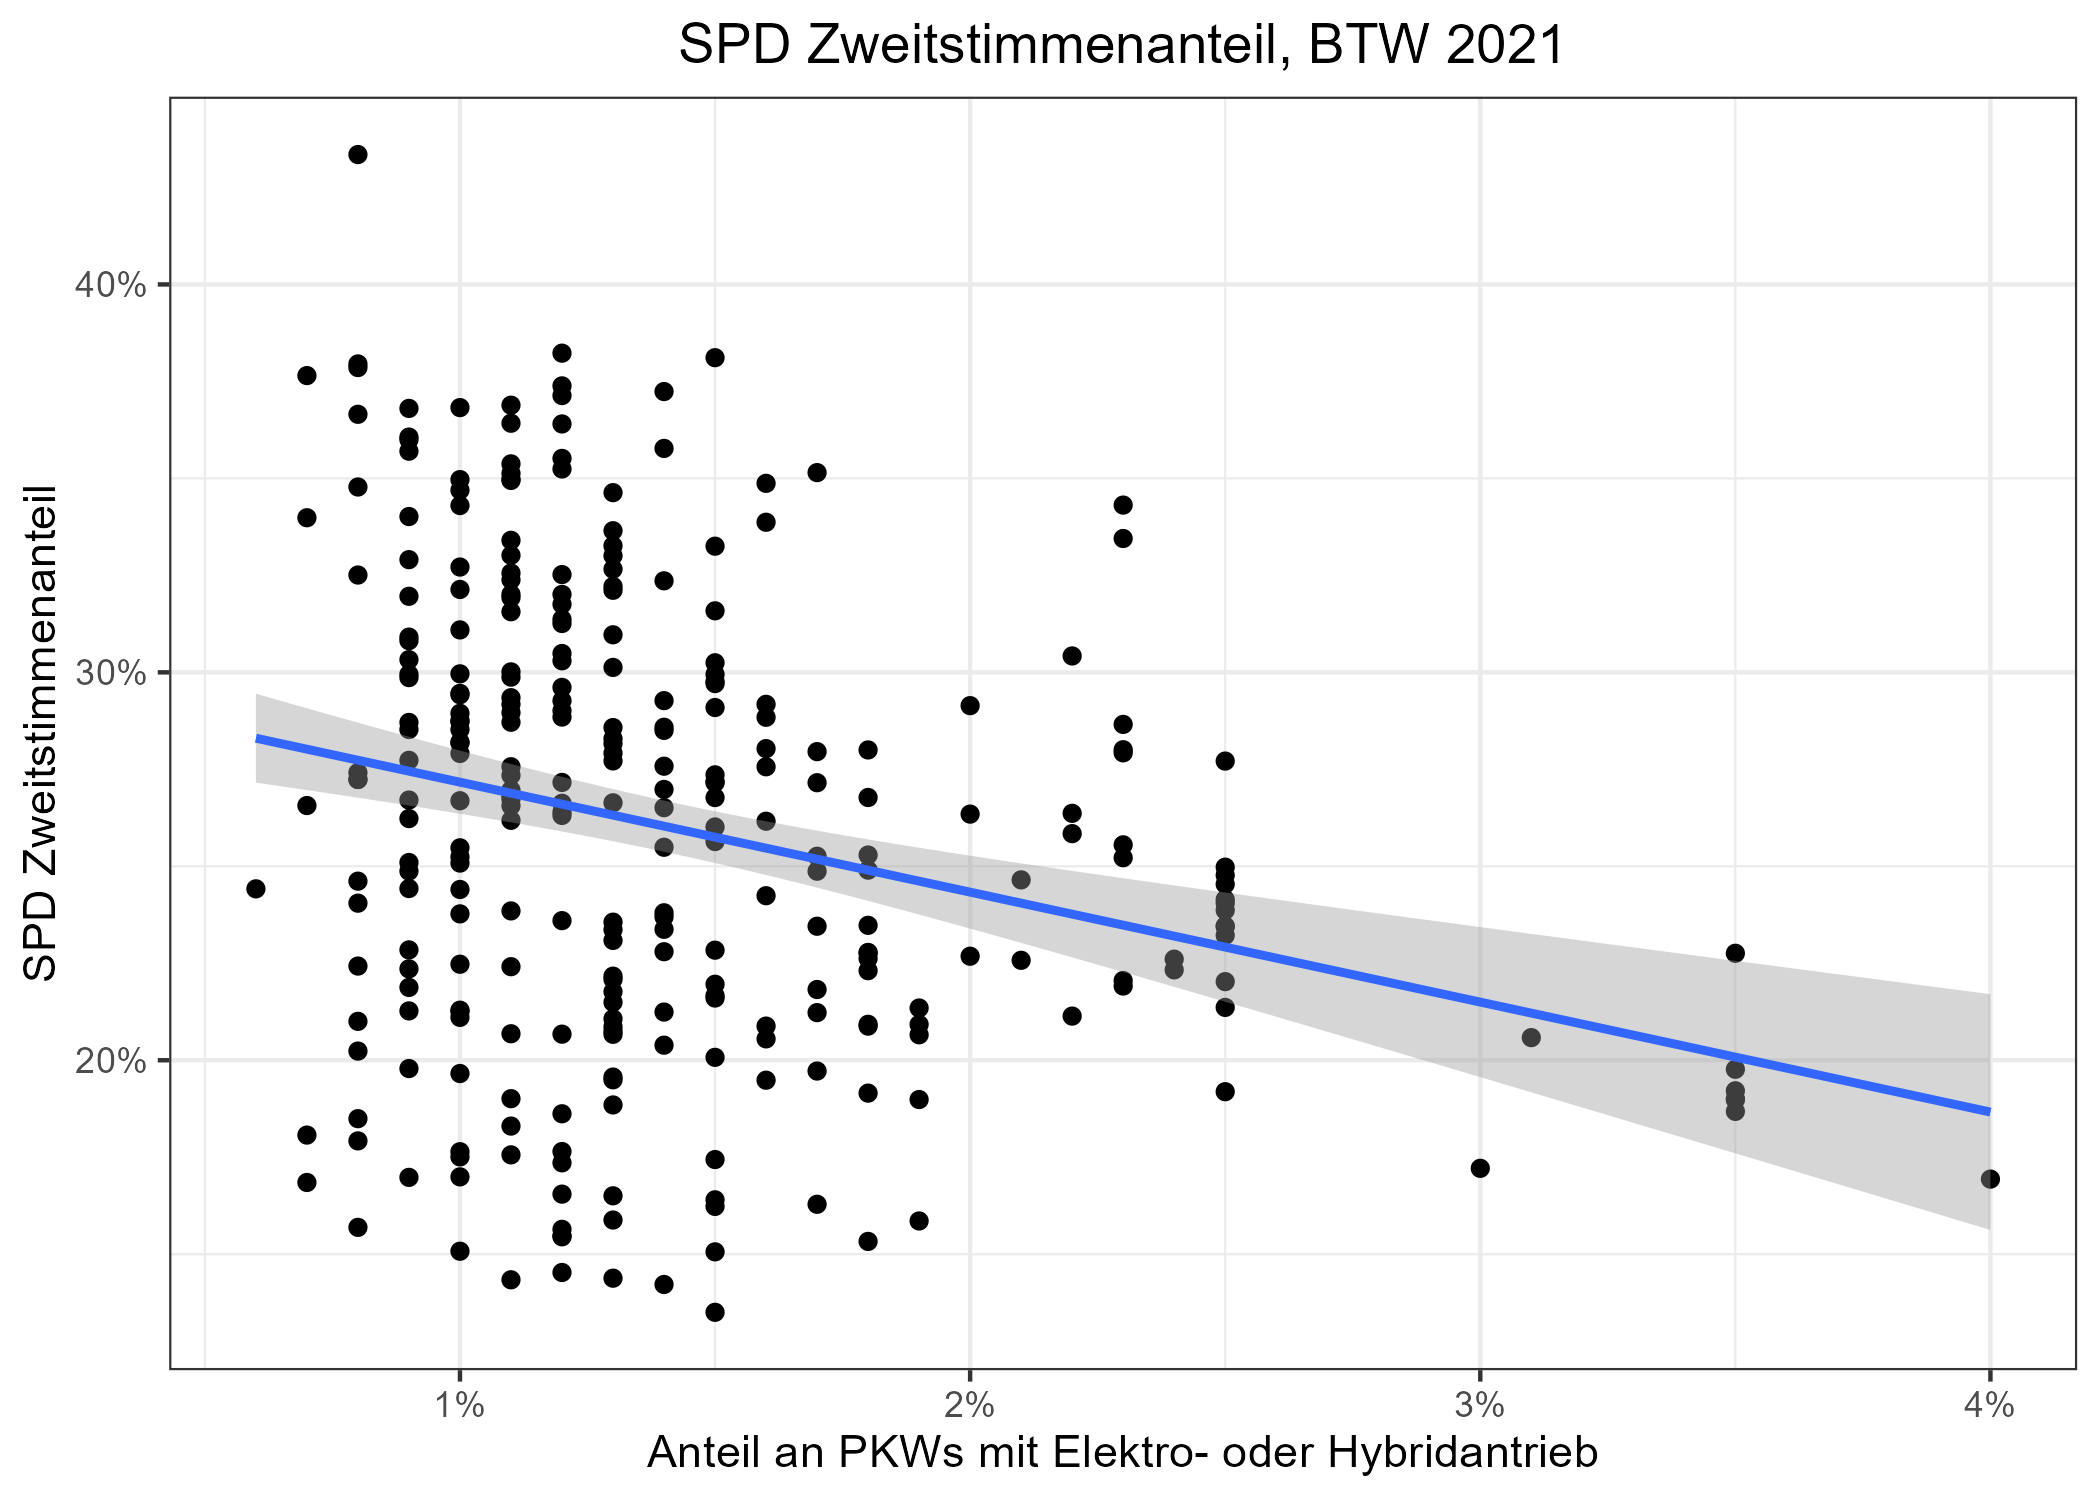 SPD Zweitstimmenanteil, BTW 2021
SPD Zweitstimmenanteil
40%
30%
20%
1% 2% 3% 4%
Anteil an PKWs mit Elektro- oder Hybridantrieb